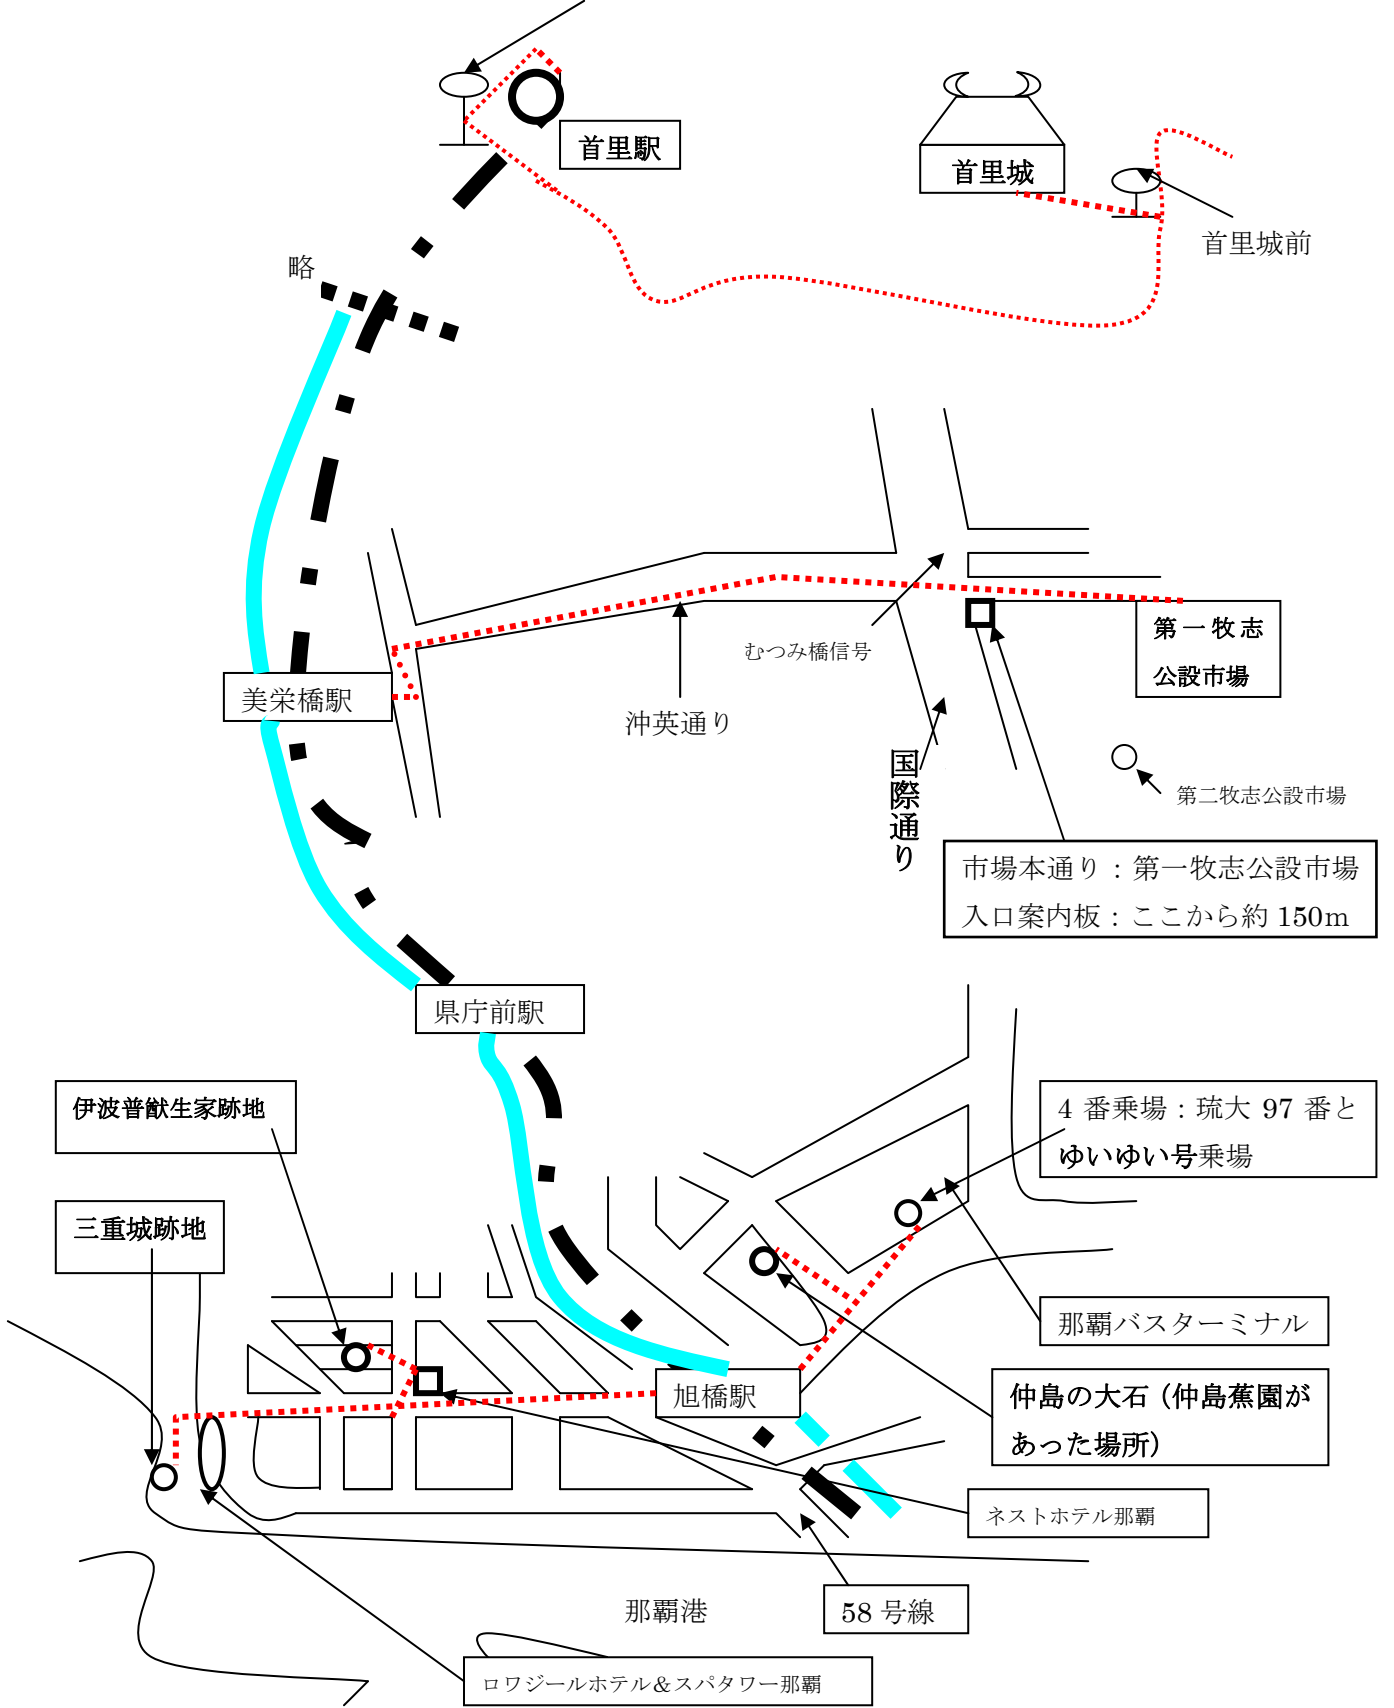 首里駅
首里城
首里城前
略
むつみ橋信号
第一牧志
公設市場
美栄橋駅
沖英通り
国際通り
第二牧志公設市場
市場本通り：第一牧志公設市場
入口案内板：ここから約 150m
県庁前駅
伊波普猷生家跡地
4 番乗場：琉大 97 番と
ゆいゆい号乗場
三重城跡地
那覇バスターミナル
旭橋駅
仲島の大石（仲島蕉園が
あった場所）
ネストホテル那覇
那覇港
58 号線
ロワジールホテル＆スパタワー那覇